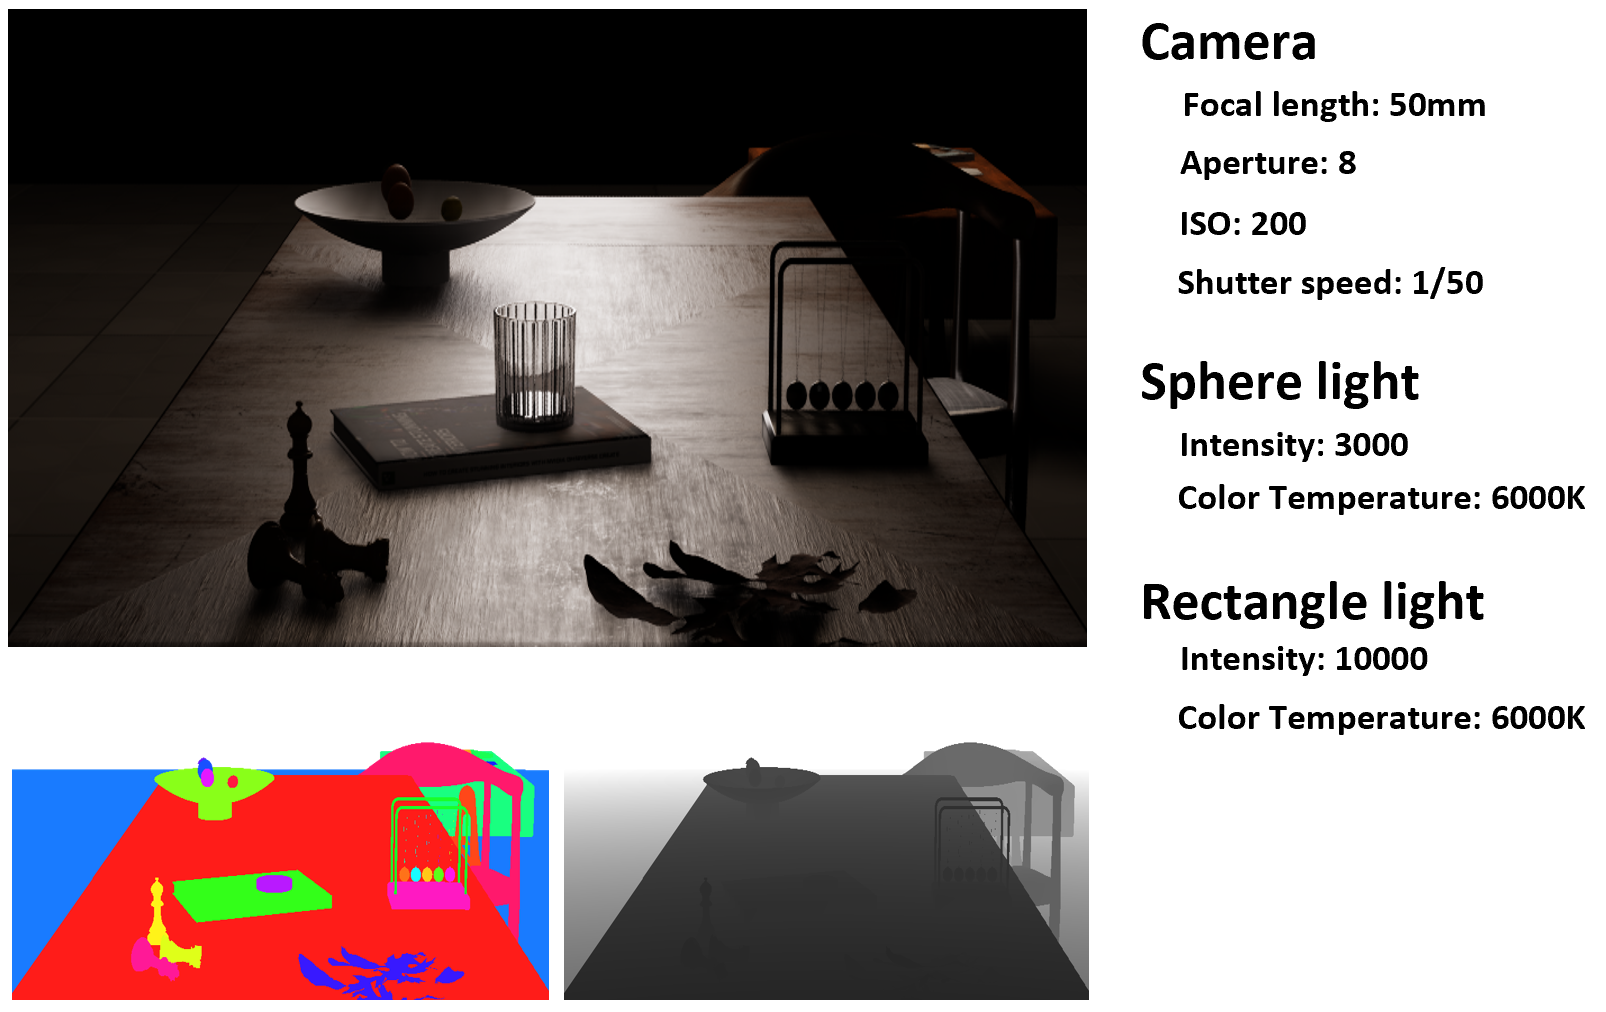 Camera
Focal length: 50mm
Aperture: 8
ISO: 200
Shutter speed: 1/50
Sphere light
Intensity: 3000
Color Temperature: 6000K
Rectangle light
Intensity: 10000
Color Temperature: 6000K